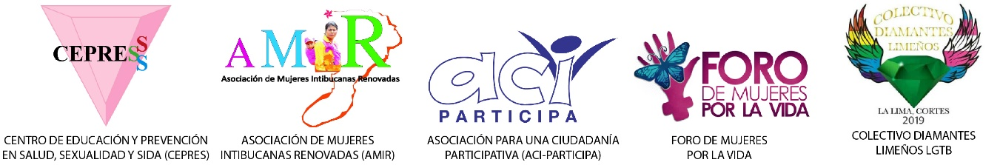 CEPRESSS
CENTRO DE EDUCACIÓN Y PREVENCIÓN
EN SALUD, SEXUALIDAD Y SIDA (CEPRES)
AMIR
Asociación de Mujeres Intibucanas Renovadas
ASOCIACIÓN DE MUJERES
INTIBUCANAS RENOVADAS (AMIR)
aci
PARTICIPA
ASOCIACIÓN PARA UNA CIUDADANÍA
PARTICIPATIVA (ACI-PARTICIPA)
FORO
DE MUJERES
POR LA VIDA
FORO DE MUJERES
POR LA VIDA
COLECTIVO
DIAMANTES
LIMEÑOS
LA LIMA, CORTES
2019
COLECTIVO DIAMANTES
LIMEÑOS LGTB